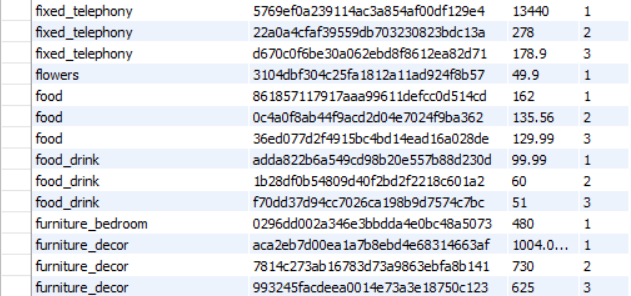 fixed_telephony 5769ef0a239114ac3a854af00df129e4 13440 1
fixed_telephony 22a0a4cfaf39559db703230823bdc13a 278 2
fixed_telephony d670c0f6be30a062ebd8f8612ea82d71 178.9 3
flowers 3104dbf304c25fa1812a11ad924f8b57 49.9 1
food 861857117917aaa99611defcc0d514cd 162 1
food 0c4a0f8ab44f9acd2d04e7024f9ba362 135.56 2
food 36ed077d2f4915bc4bd14ead16a028de 129.99 3
food_drink adda822b6a549cd98b20e557b88d230d 99.99 1
food_drink 1b28df0b54809d40f2bd2f2218c601a2 60 2
food_drink f70dd37d94cc7026ca198b9d7574c7bc 51 3
furniture_bedroom 0296dd002a346e3bbdda4e0bc48a5073 480 1
furniture_decor aca2eb7d00ea1a7b8ebd4e68314663af 1004.0... 1
furniture_decor 7814c273ab16783d73a9863ebfa8b141 730 2
furniture_decor 993245facdeea0014e73a3e18750c123 625 3